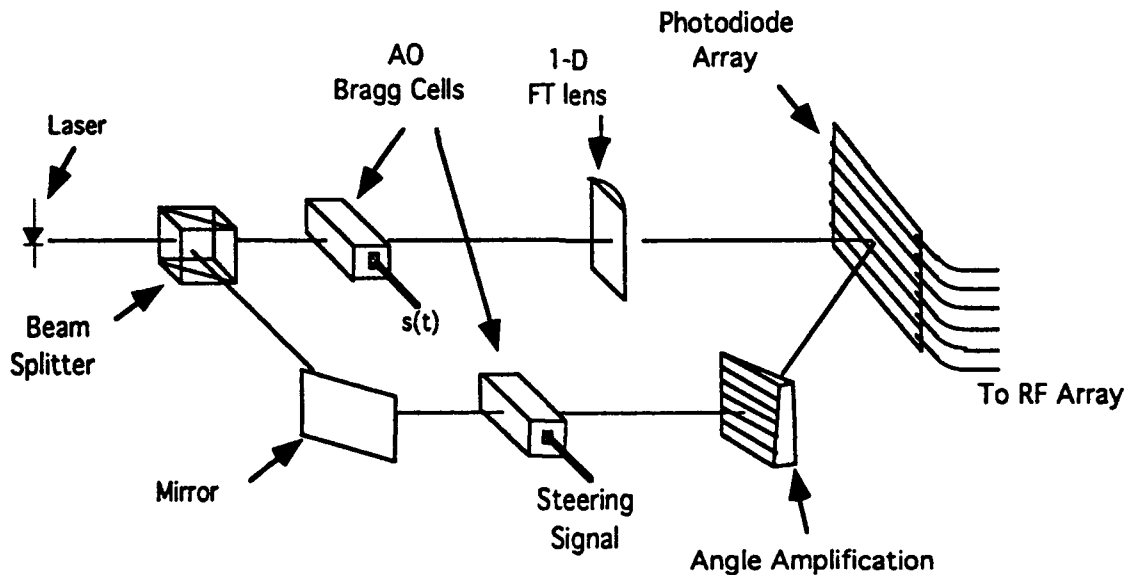 Photodiode
Array
AO
Bragg Cells
1-D
FT lens
Laser
s(t)
Beam
Splitter
To RF Array
Mirror
Steering
Signal
Angle Amplification